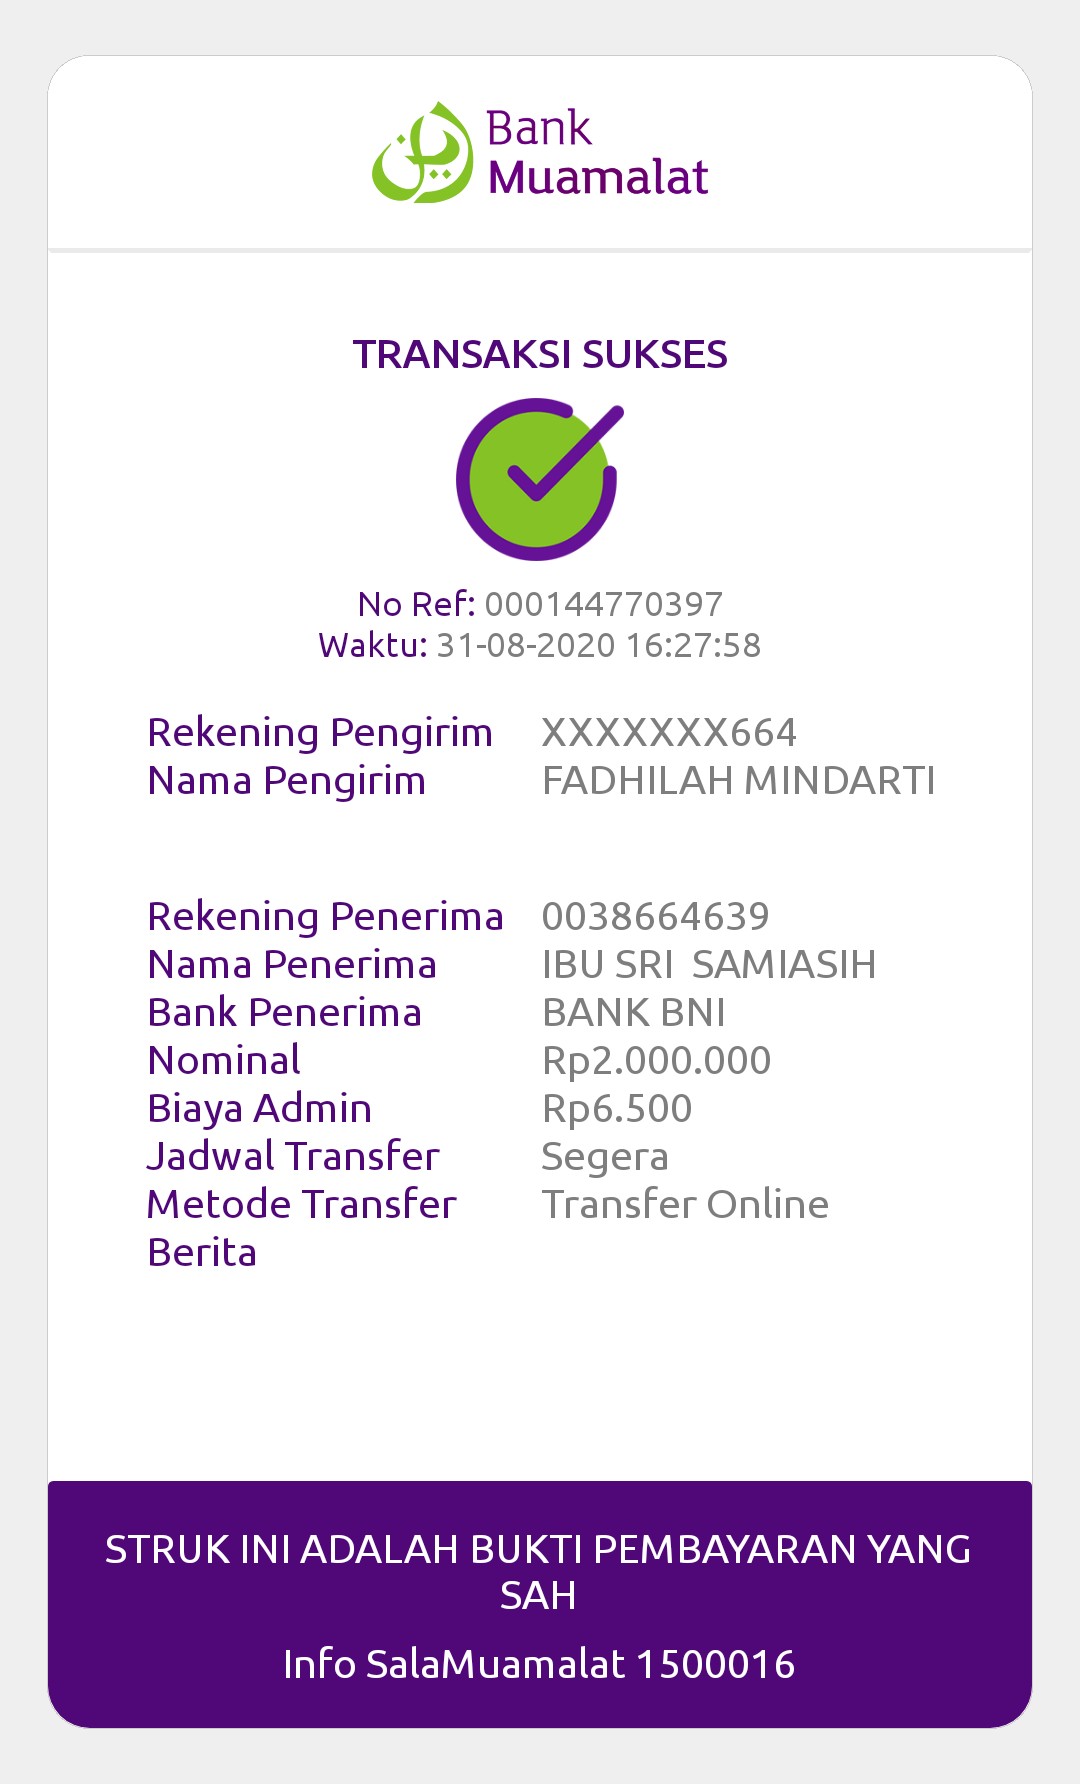 Bank
Muamalat
TRANSAKSI SUKSES
No Ref: 000144770397
Waktu: 31-08-2020 16:27:58
Rekening Pengirim XXXXXXX664
Nama Pengirim FADHILAH MINDARTI
Rekening Penerima 0038664639
Nama Penerima IBU SRI  SAMIASIH
Bank Penerima BANK BNI
Nominal Rp2.000.000
Biaya Admin Rp6.500
Jadwal Transfer Segera
Metode Transfer Transfer Online
Berita
STRUK INI ADALAH BUKTI PEMBAYARAN YANG
SAH
Info SalaMuamalat 1500016